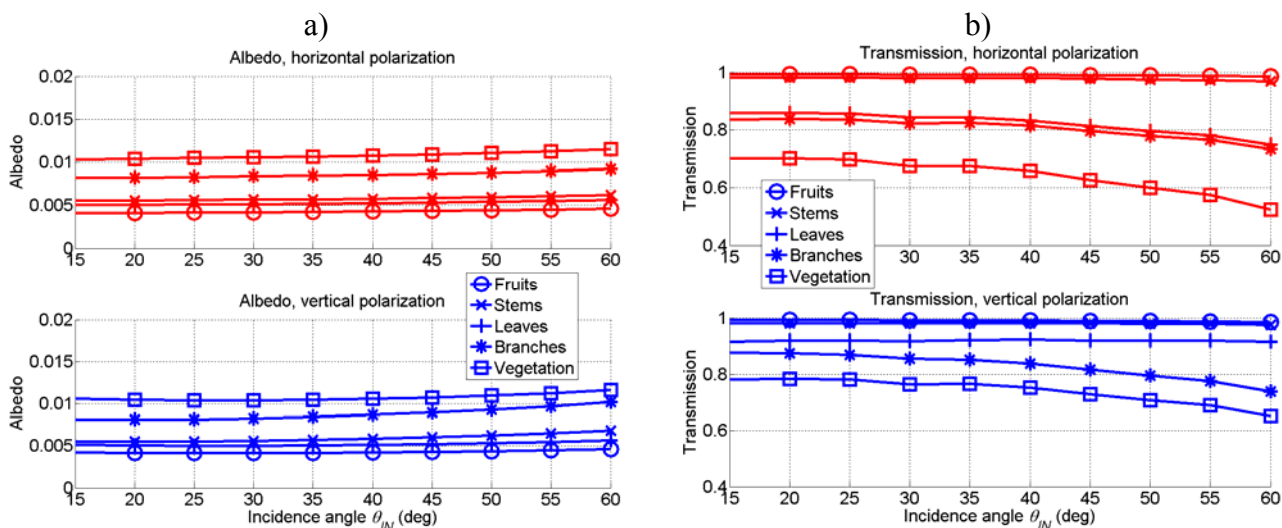 a)
Albedo, horizontal polarization
0.02
0.015
0.01
0.005
0
Albedo
15 20 25 30 35 40 45 50 55 60
Albedo, vertical polarization
0.02
0.015
0.01
0.005
0
Albedo
Fruits
Stems
Leaves
Branches
Vegetation
15 20 25 30 35 40 45 50 55 60
Incidence angle θIN (deg)
b)
Transmission, horizontal polarization
1
0.8
0.6
0.4
Transmission
Fruits
Stems
Leaves
Branches
Vegetation
15 20 25 30 35 40 45 50 55 60
Transmission, vertical polarization
1
0.8
0.6
0.4
Transmission
15 20 25 30 35 40 45 50 55 60
Incidence angle θIN (deg)